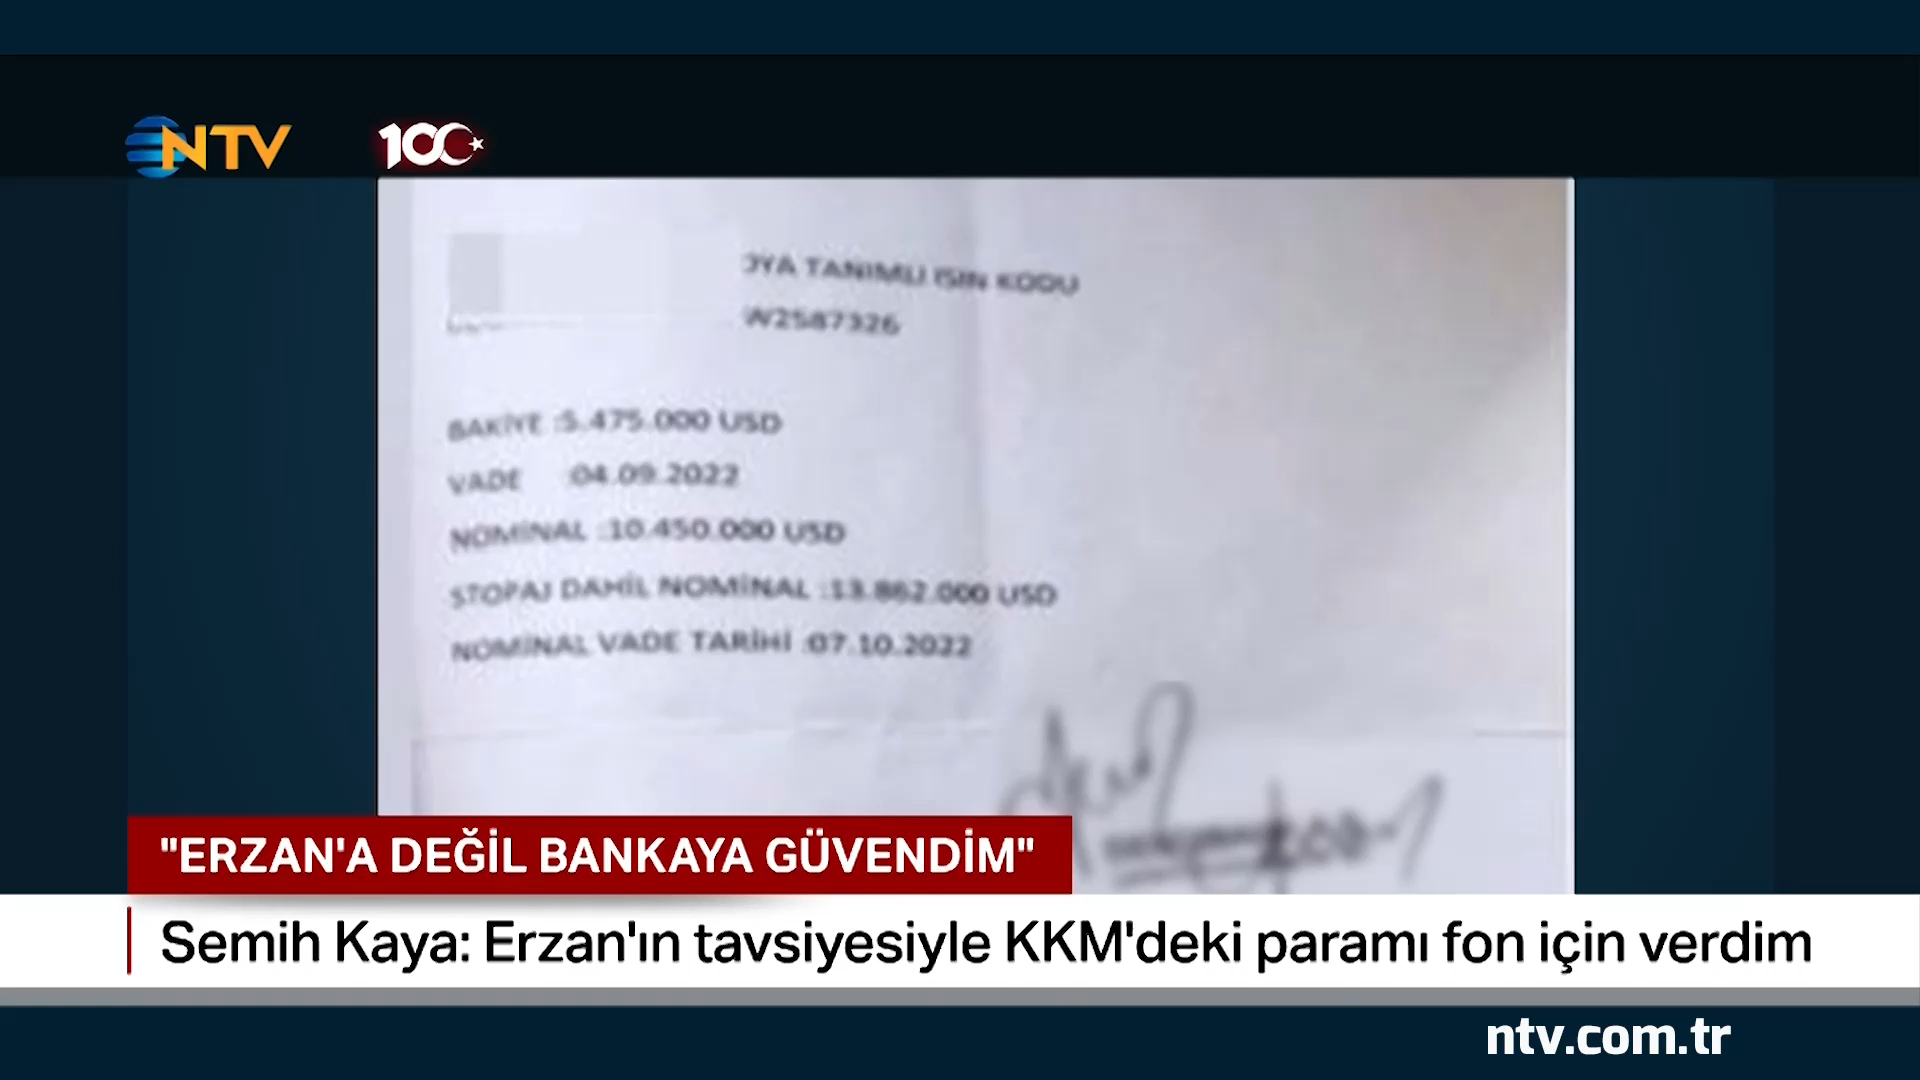 NTV
100
TANIMLI ISIN KODU
W2587326
BAKİYE :5.475.000 USD
VADE :04.09.2022
NOMİNAL :10.450.000 USD
STOPAJ DAHİL NOMİNAL :13.862.000 USD
NOMİNAL VADE TARİHİ :07.10.2022
"ERZAN'A DEĞİL BANKAYA GÜVENDİM"
Semih Kaya: Erzan'ın tavsiyesiyle KKM'deki paramı fon için verdim
ntv.com.tr